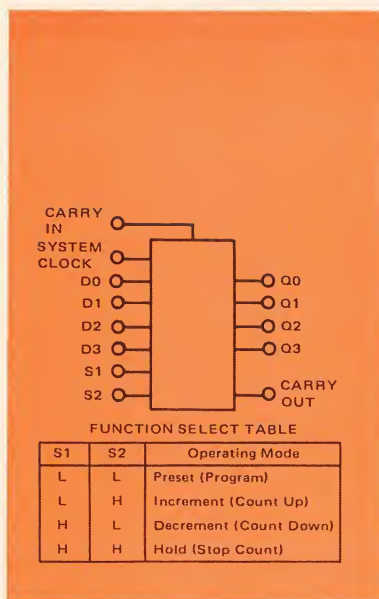 CARRY
IN
SYSTEM
CLOCK
D0
D1
D2
D3
S1
S2
Q0
Q1
Q2
Q3
CARRY
OUT
FUNCTION SELECT TABLE
S1 S2 Operating Mode
L L Preset (Program)
L H Increment (Count Up)
H L Decrement (Count Down)
H H Hold (Stop Count)